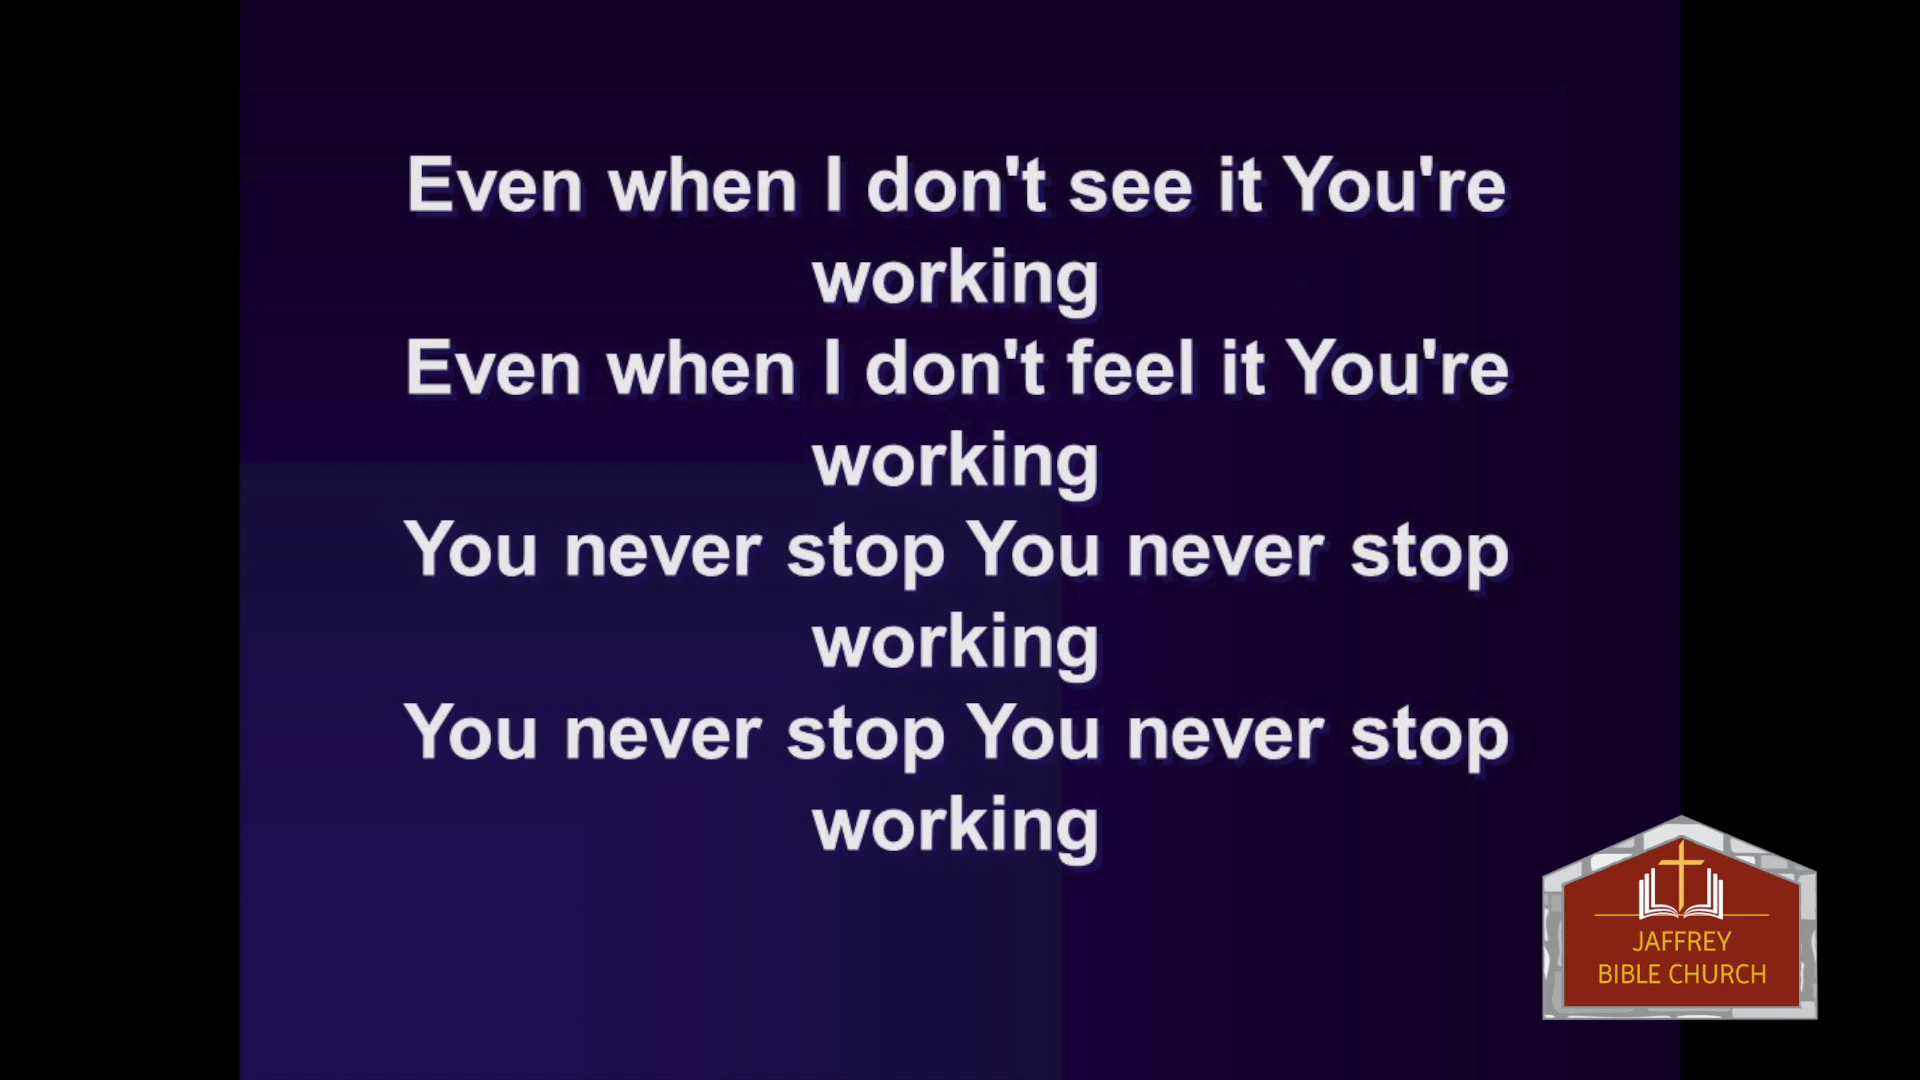 Even when I don't see it You're
working
Even when I don't feel it You're
working
You never stop You never stop
working
You never stop You never stop
working
JAFFREY
BIBLE CHURCH